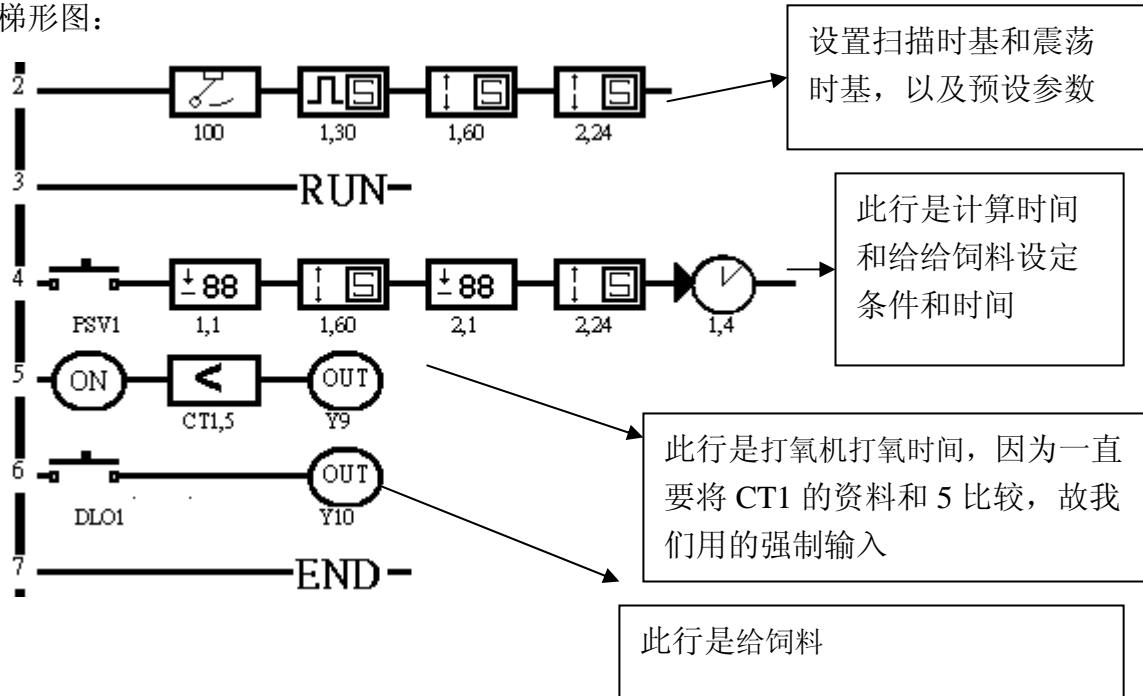 梯形图：
设置扫描时基和震荡
时基，以及预设参数
2
100 1,30 1,60 2,24
3 RUN
此行是计算时间
和给给饲料设定
条件和时间
4 ± 88 ± 88
PSV1 1,1 1,60 2,1 2,24 1,4
5 ON < OUT
CT1,5 Y9
此行是打氧机打氧时间，因为一直
要将 CT1 的资料和 5 比较，故我
们用的强制输入
6 OUT
DLO1 Y10
7 END
此行是给饲料